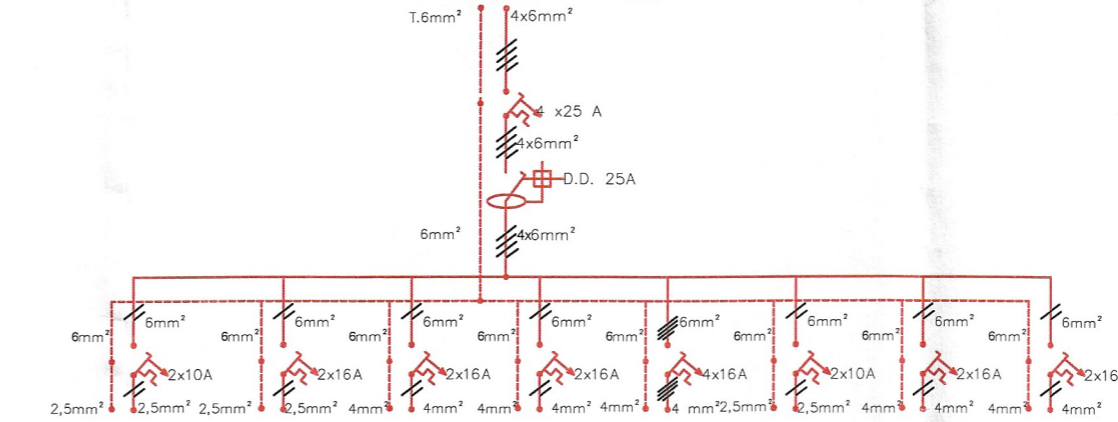 T.6mm² 4x6mm²
4 x25 A
4x6mm²
D.D. 25A
6mm² 4x6mm²
6mm² 6mm² 6mm² 6mm² 6mm² 6mm² 6mm² 6mm²
6mm² 6mm² 6mm² 6mm² 6mm² 6mm² 6mm² 6mm²
2x10A 2x16A 2x16A 2x16A 4x16A 2x10A 2x16A 2x16
2,5mm² 2,5mm² 2,5mm² 2,5mm² 4mm² 4mm² 4mm² 4mm² 4mm² 4 mm² 2,5mm² 2,5mm² 4mm² 4mm² 4mm² 4mm²